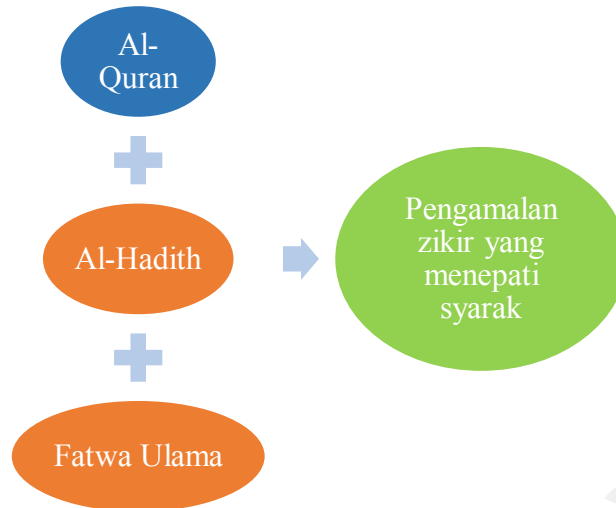 Al-
Quran
Al-Hadith
Fatwa Ulama
Pengamalan
zikir yang
menepati
syarak